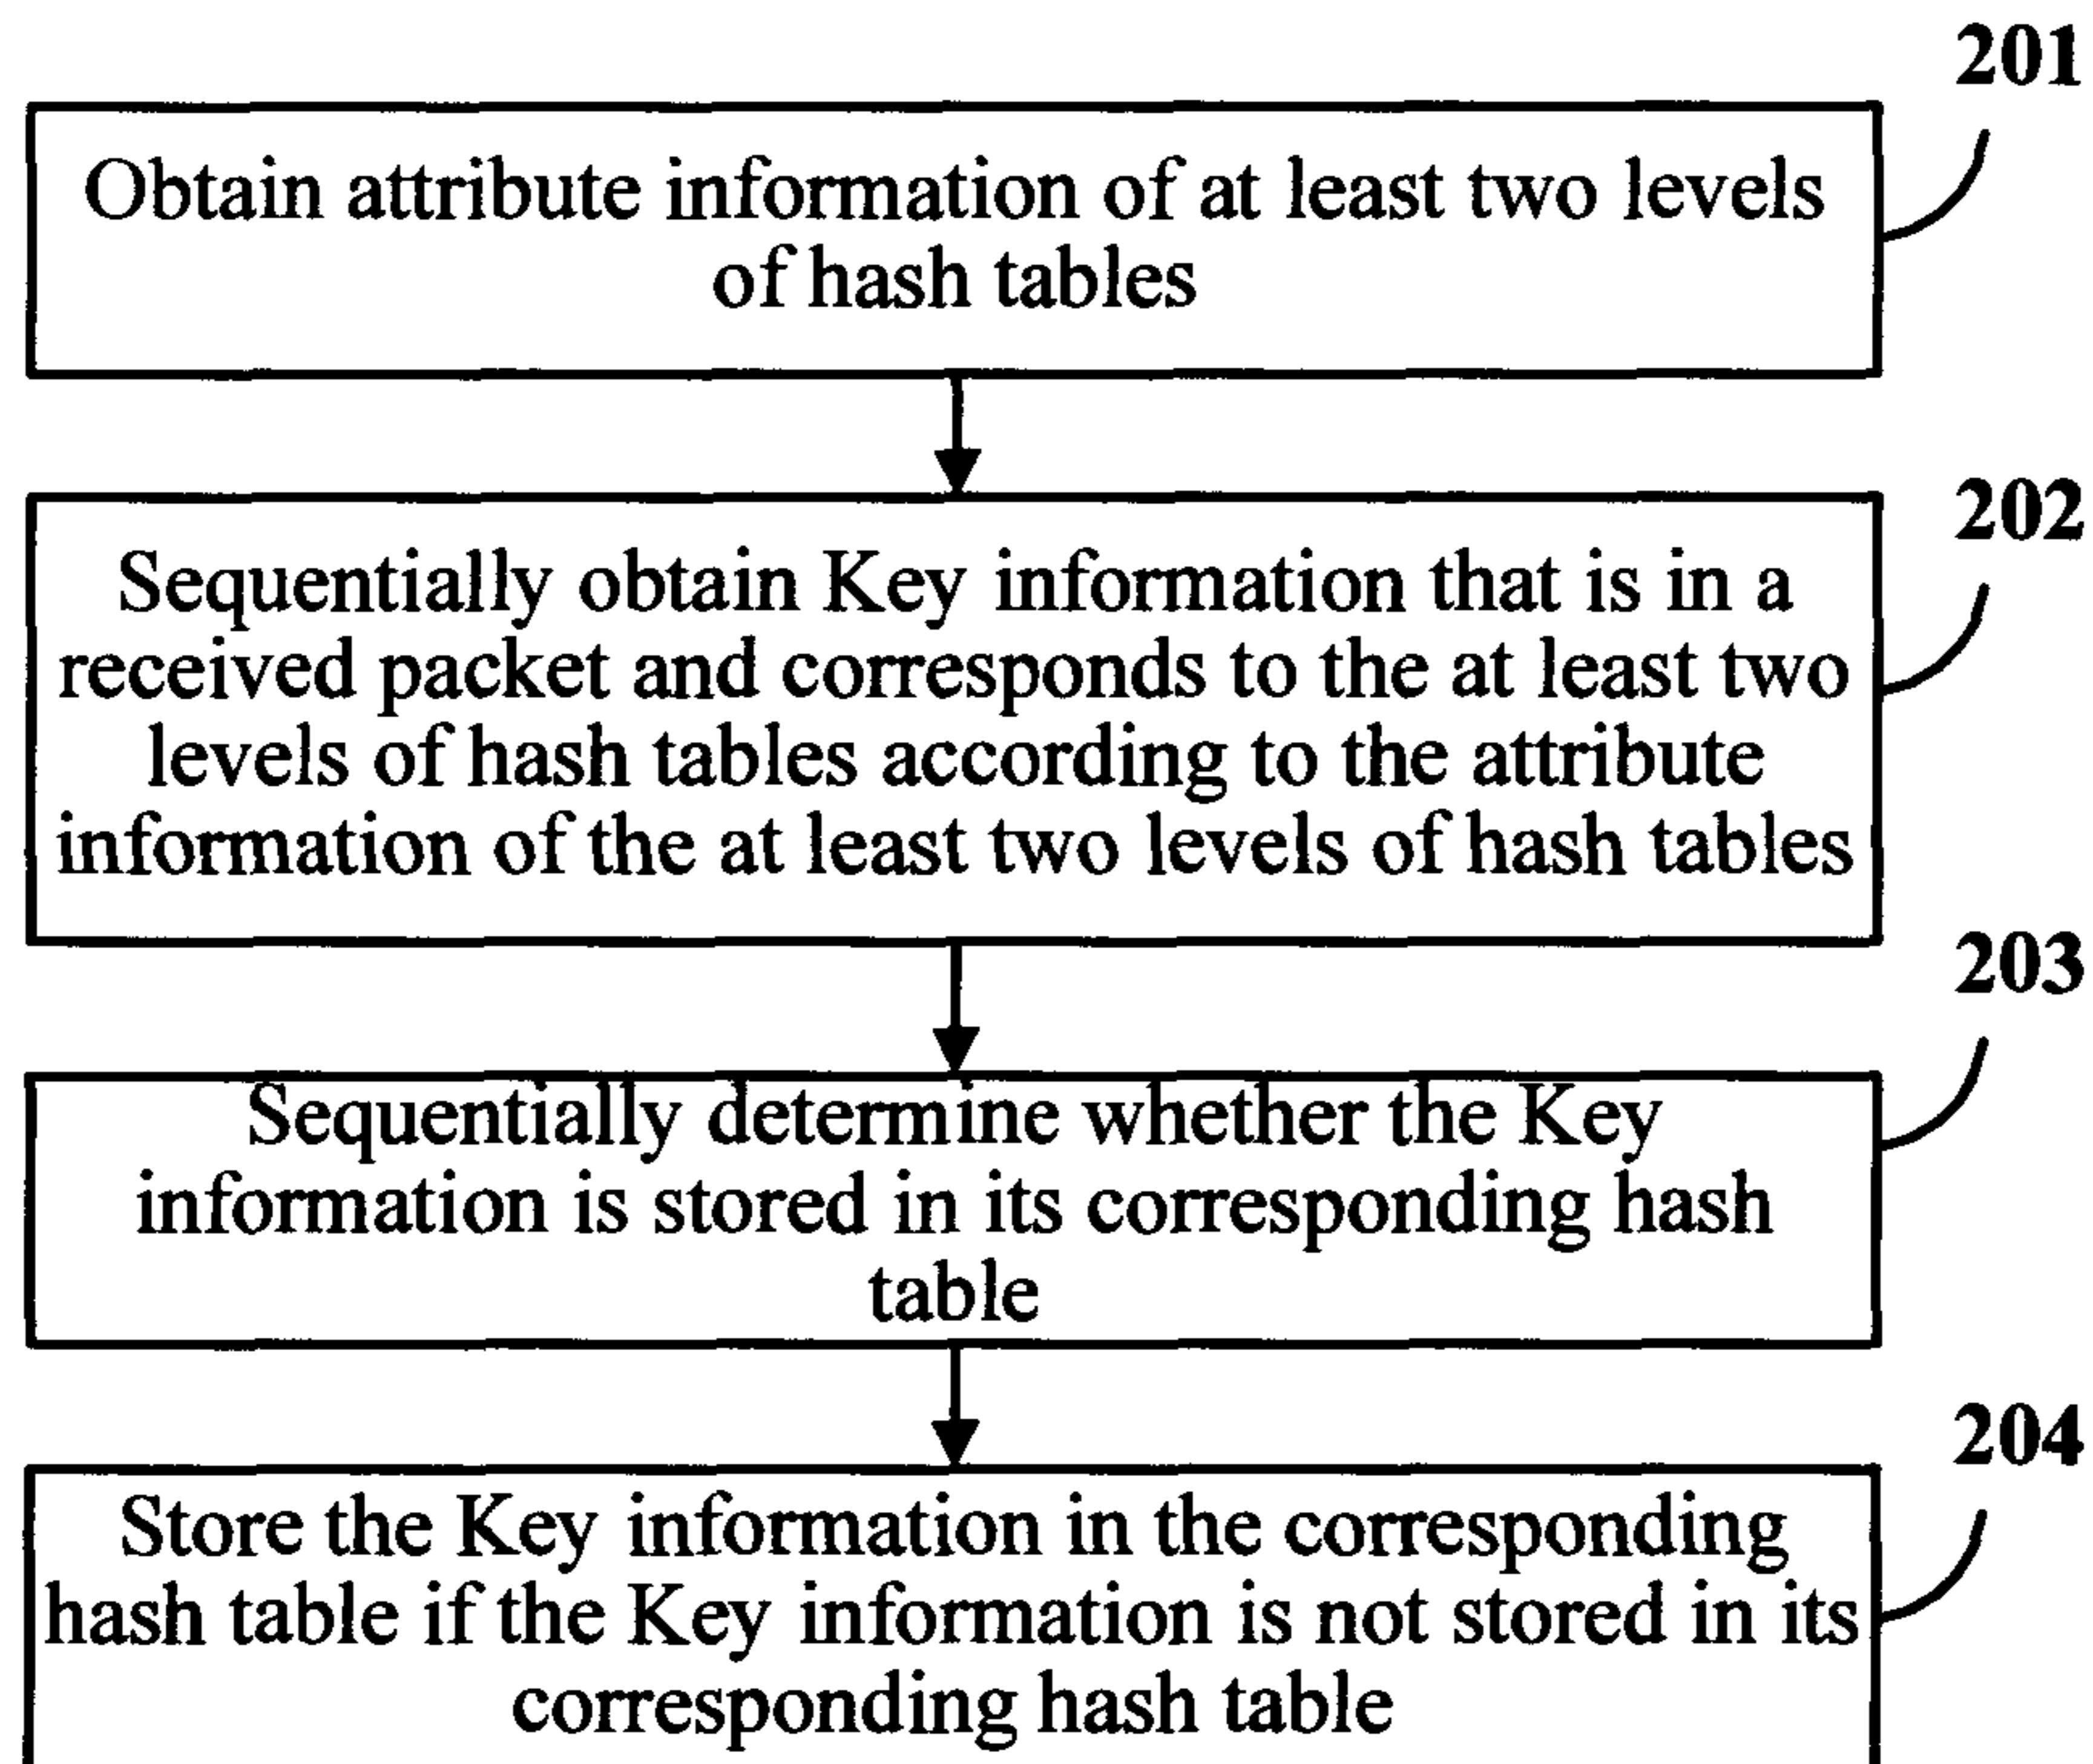 201
Obtain attribute information of at least two levels
of hash tables
202
Sequentially obtain Key information that is in a
received packet and corresponds to the at least two
levels of hash tables according to the attribute
information of the at least two levels of hash tables
203
Sequentially determine whether the Key
information is stored in its corresponding hash
table
204
Store the Key information in the corresponding
hash table if the Key information is not stored in its
corresponding hash table